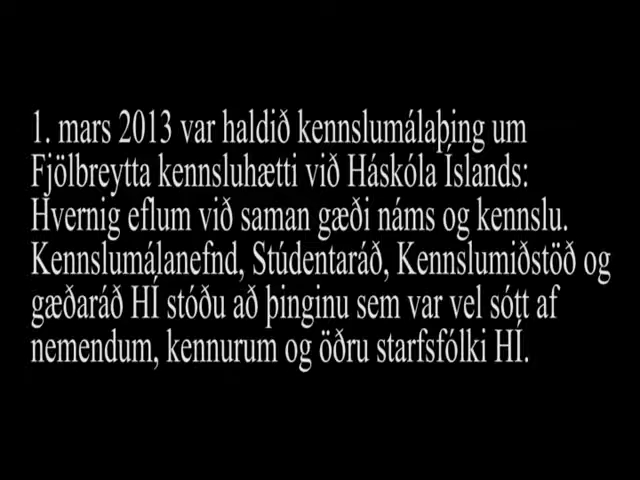 1. mars 2013 var haldið kennslumálaþing um
Fjölbreytta kennsluhætti við Háskóla Íslands:
Hvernig eflum við saman gæði náms og kennslu.
Kennslumálanefnd, Stúdentaráð, Kennslumiðstöð og
gæðaráð HÍ stóðu að þinginu sem var vel sótt af
nemendum, kennurum og öðru starfsfólki HÍ.